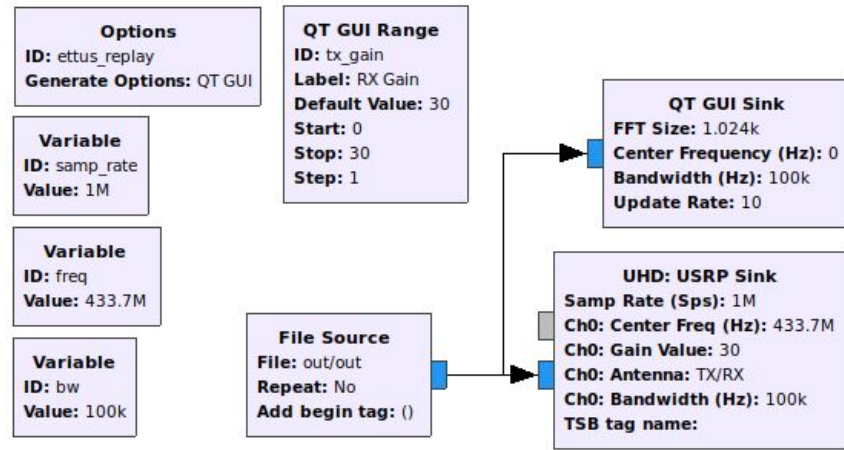 Options
ID: ettus_replay
Generate Options: QT GUI
Variable
ID: samp_rate
Value: 1M
Variable
ID: freq
Value: 433.7M
Variable
ID: bw
Value: 100k
QT GUI Range
ID: tx_gain
Label: RX Gain
Default Value: 30
Start: 0
Stop: 30
Step: 1
File Source
File: out/out
Repeat: No
Add begin tag: ()
QT GUI Sink
FFT Size: 1.024k
Center Frequency (Hz): 0
Bandwidth (Hz): 100k
Update Rate: 10
UHD: USRP Sink
Samp Rate (Sps): 1M
Ch0: Center Freq (Hz): 433.7M
Ch0: Gain Value: 30
Ch0: Antenna: TX/RX
Ch0: Bandwidth (Hz): 100k
TSB tag name: